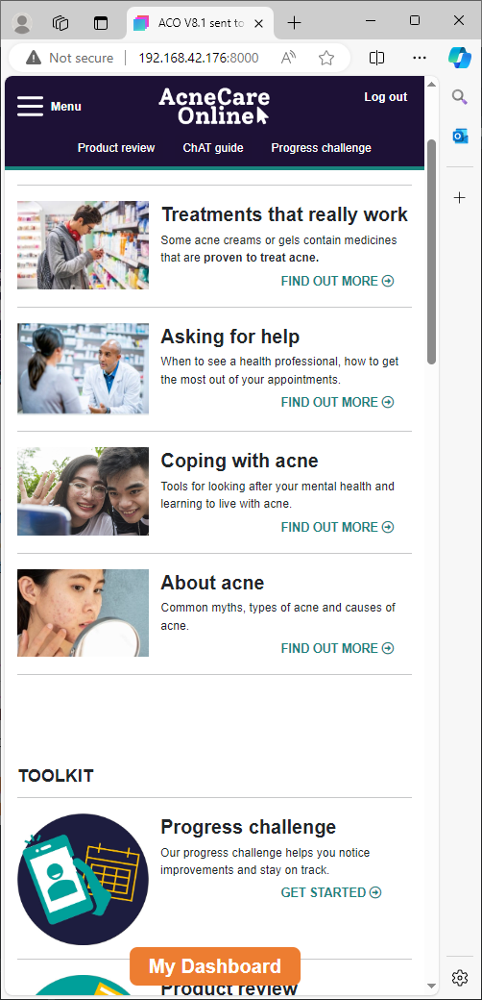 ACO V8.1 sent to
Not secure
192.168.42.176:8000
Menu
AcneCare
Online
Log out
Product review
ChAT guide
Progress challenge
Treatments that really work
Some acne creams or gels contain medicines
that are proven to treat acne.
FIND OUT MORE
Asking for help
When to see a health professional, how to get
the most out of your appointments.
FIND OUT MORE
Coping with acne
Tools for looking after your mental health and
learning to live with acne.
FIND OUT MORE
About acne
Common myths, types of acne and causes of
acne.
FIND OUT MORE
TOOLKIT
Progress challenge
Our progress challenge helps you notice
improvements and stay on track.
GET STARTED
My Dashboard
Product review